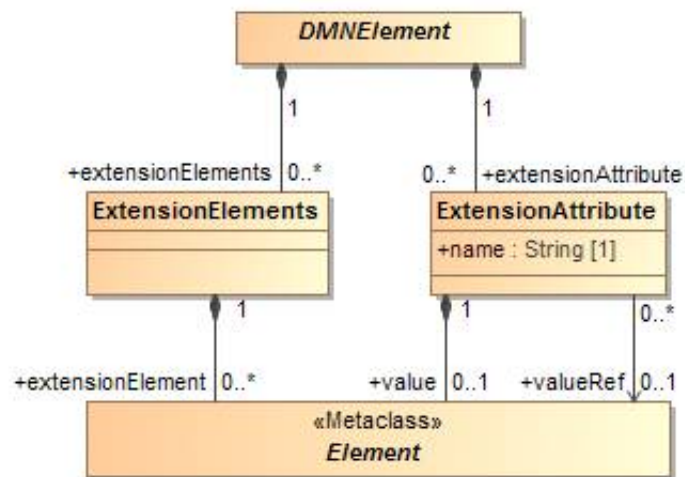 DMNElement
1 1
+extensionElements 0..* 0..* +extensionAttribute
ExtensionElements ExtensionAttribute
+name : String [1]
1 1 0..*
+extensionElement 0..* +value 0..1 +valueRef 0..1
«Metaclass»
Element